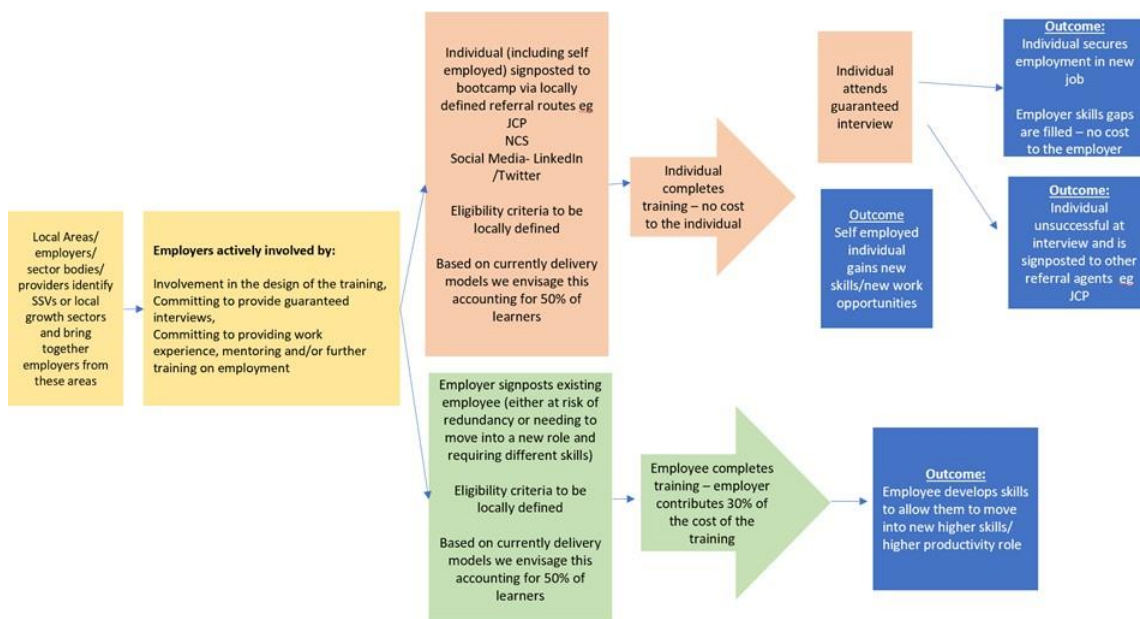 Local Areas/
employers/
sector bodies/
providers identify
SSVs or local
growth sectors
and bring
together
employers from
these areas
Employers actively involved by:
Involvement in the design of the training,
Committing to provide guaranteed
interviews,
Committing to providing work
experience, mentoring and/or further
training on employment
Individual (including self
employed) signposted to
bootcamp via locally
defined referral routes eg
JCP
NCS
Social Media- LinkedIn
/Twitter
Eligibility criteria to be
locally defined
Based on currently delivery
models we envisage this
accounting for 50% of
learners
Individual
completes
training – no cost
to the individual
Individual
attends
guaranteed
interview
Outcome:
Individual secures
employment in new
job
Employer skills gaps
are filled – no cost
to the employer
Outcome
Self employed
individual
gains new
skills/new work
opportunities
Outcome:
Individual
unsuccessful at
interview and is
signposted to other
referral agents eg
JCP
Employer signposts existing
employee (either at risk of
redundancy or needing to
move into a new role and
requiring different skills)
Eligibility criteria to be
locally defined
Based on currently delivery
models we envisage this
accounting for 50% of
learners
Employee completes
training – employer
contributes 30% of
the cost of the
training
Outcome:
Employee develops skills
to allow them to move
into new higher skills/
higher productivity role